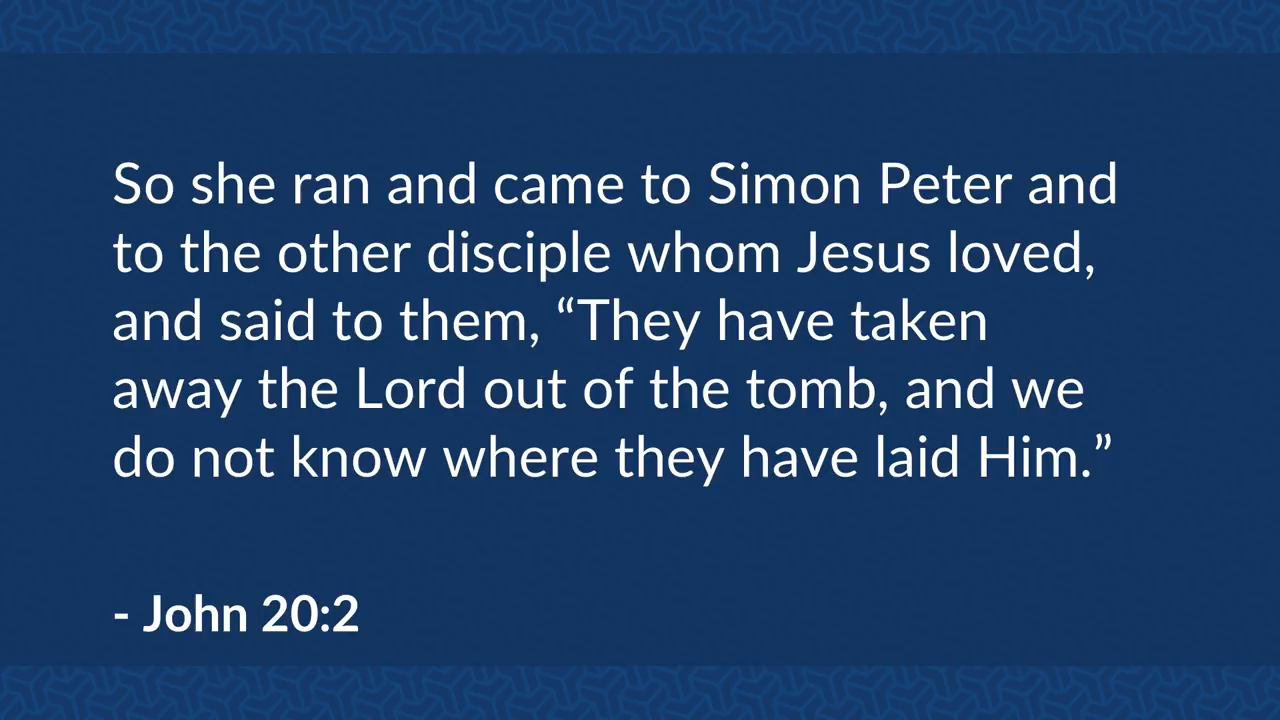 So she ran and came to Simon Peter and
to the other disciple whom Jesus loved,
and said to them, “They have taken
away the Lord out of the tomb, and we
do not know where they have laid Him.”
- John 20:2